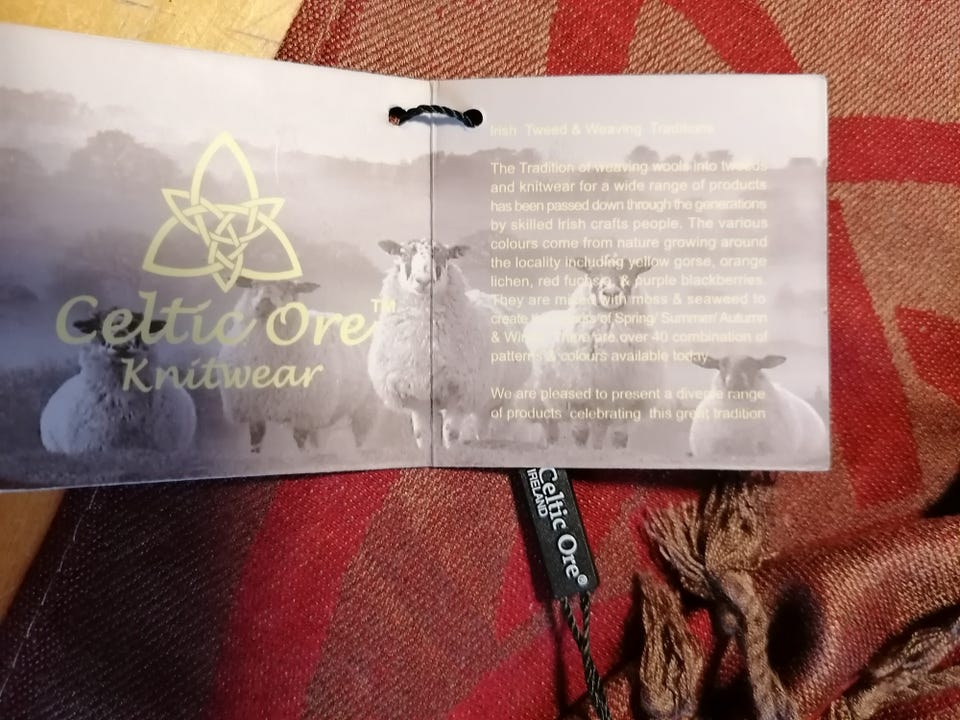 Celtic Ore™
Knitwear
Irish Tweed & Weaving Traditions
The Tradition of weaving wools into tweeds
and knitwear for a wide range of products
has been passed down through the generations
by skilled Irish crafts people. The various
colours come from nature growing around
the locality including yellow gorse, orange
lichen, red fuchsia, & purple blackberries.
They are mixed with moss & seaweed to
create of Spring/ Summer/ Autumn
& Winter. There are over 40 combination of
patterns & colours available today.
We are pleased to present a diverse range
of products celebrating this great tradition
Celtic Ore®
IRELAND